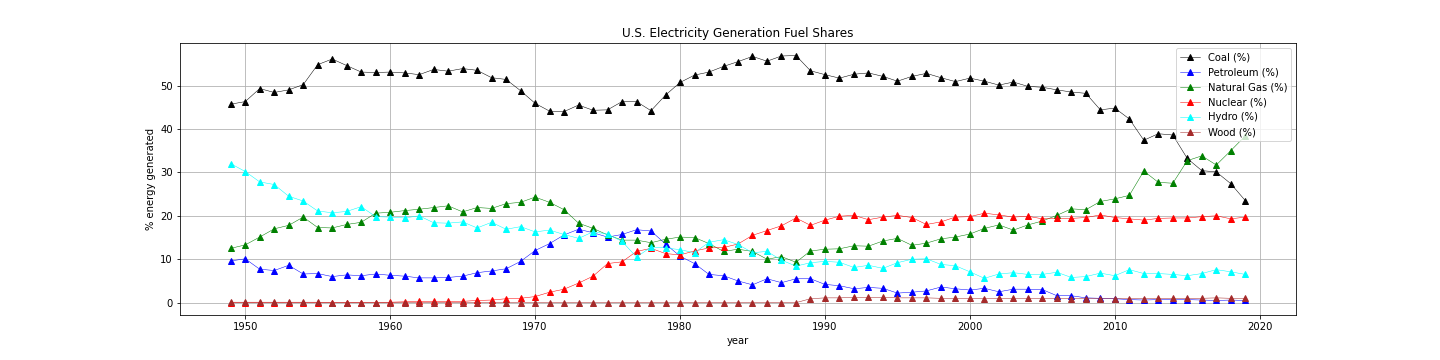 U.S. Electricity Generation Fuel Shares
% energy generated
50
40
30
20
10
0
1950 1960 1970 1980 1990 2000 2010 2020
year
Coal (%)
Petroleum (%)
Natural Gas (%)
Nuclear (%)
Hydro (%)
Wood (%)